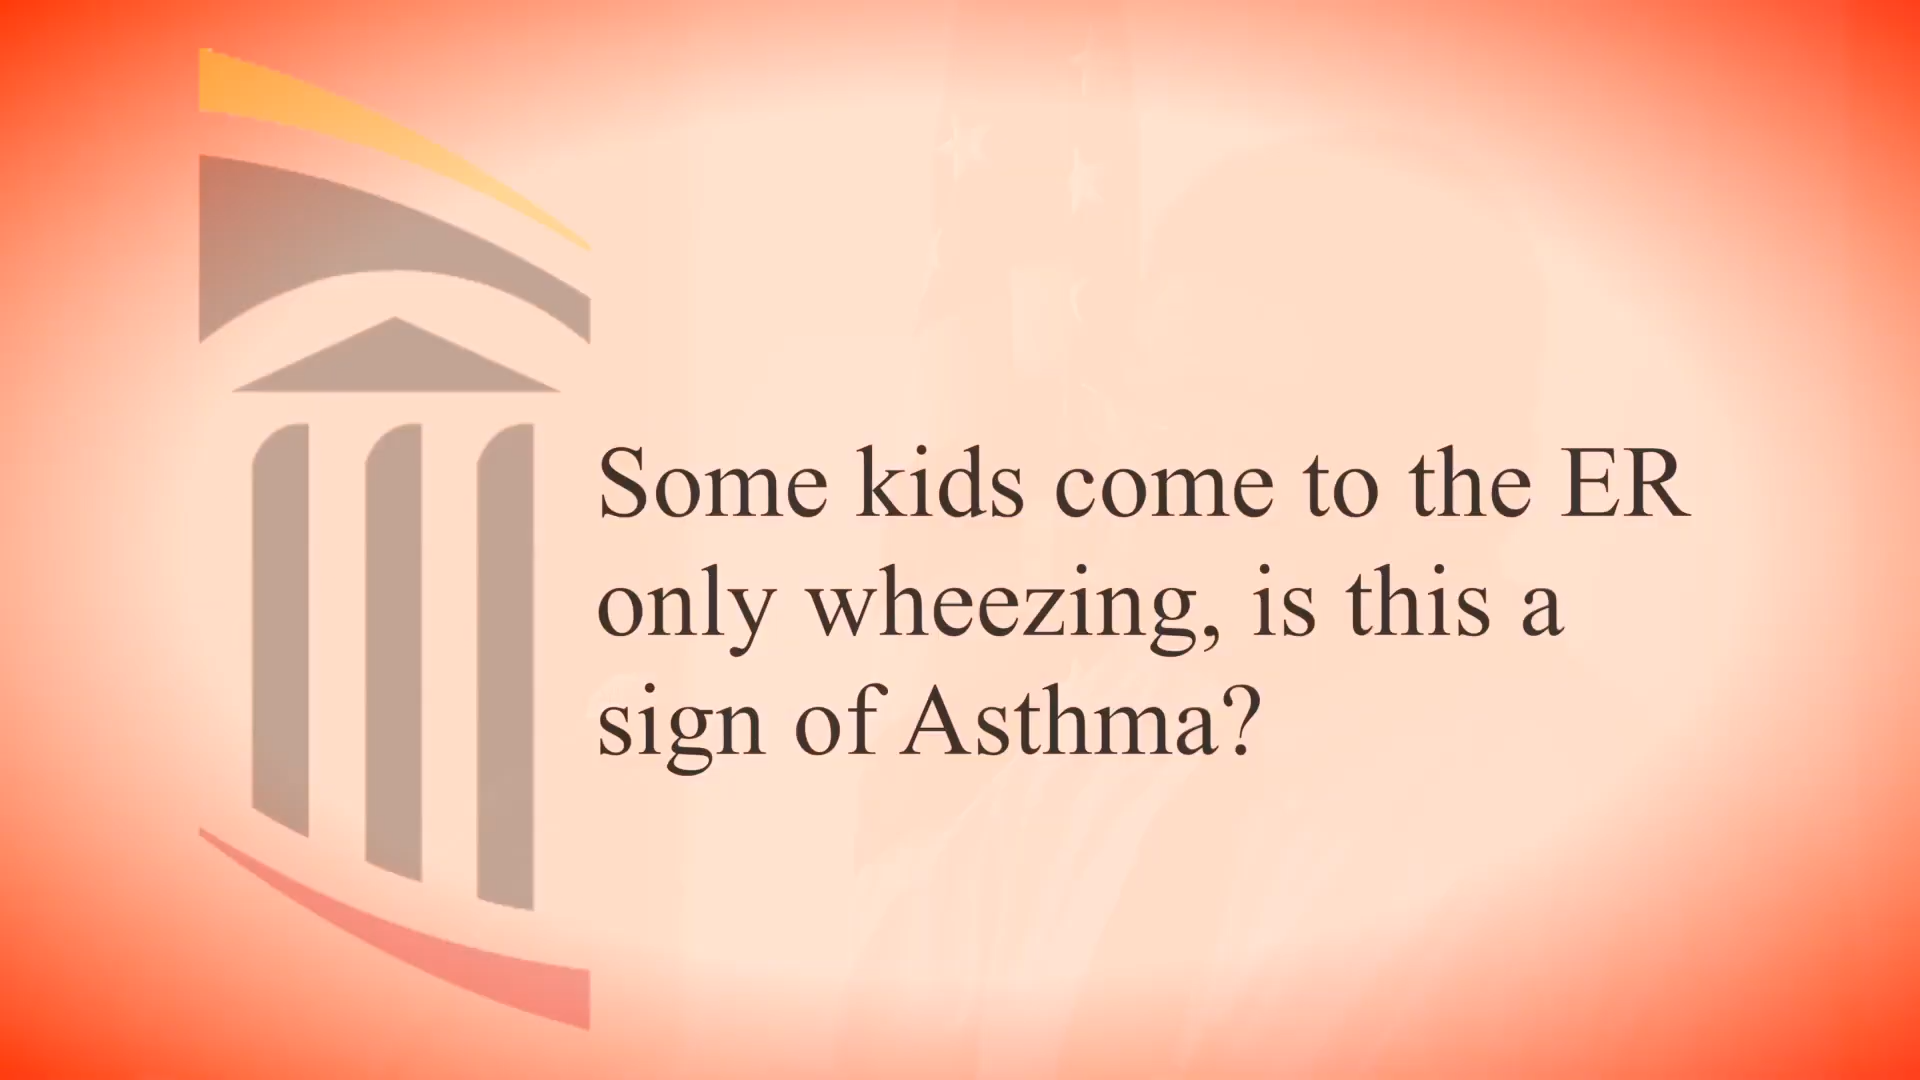 Some kids come to the ER
only wheezing, is this a
sign of Asthma?